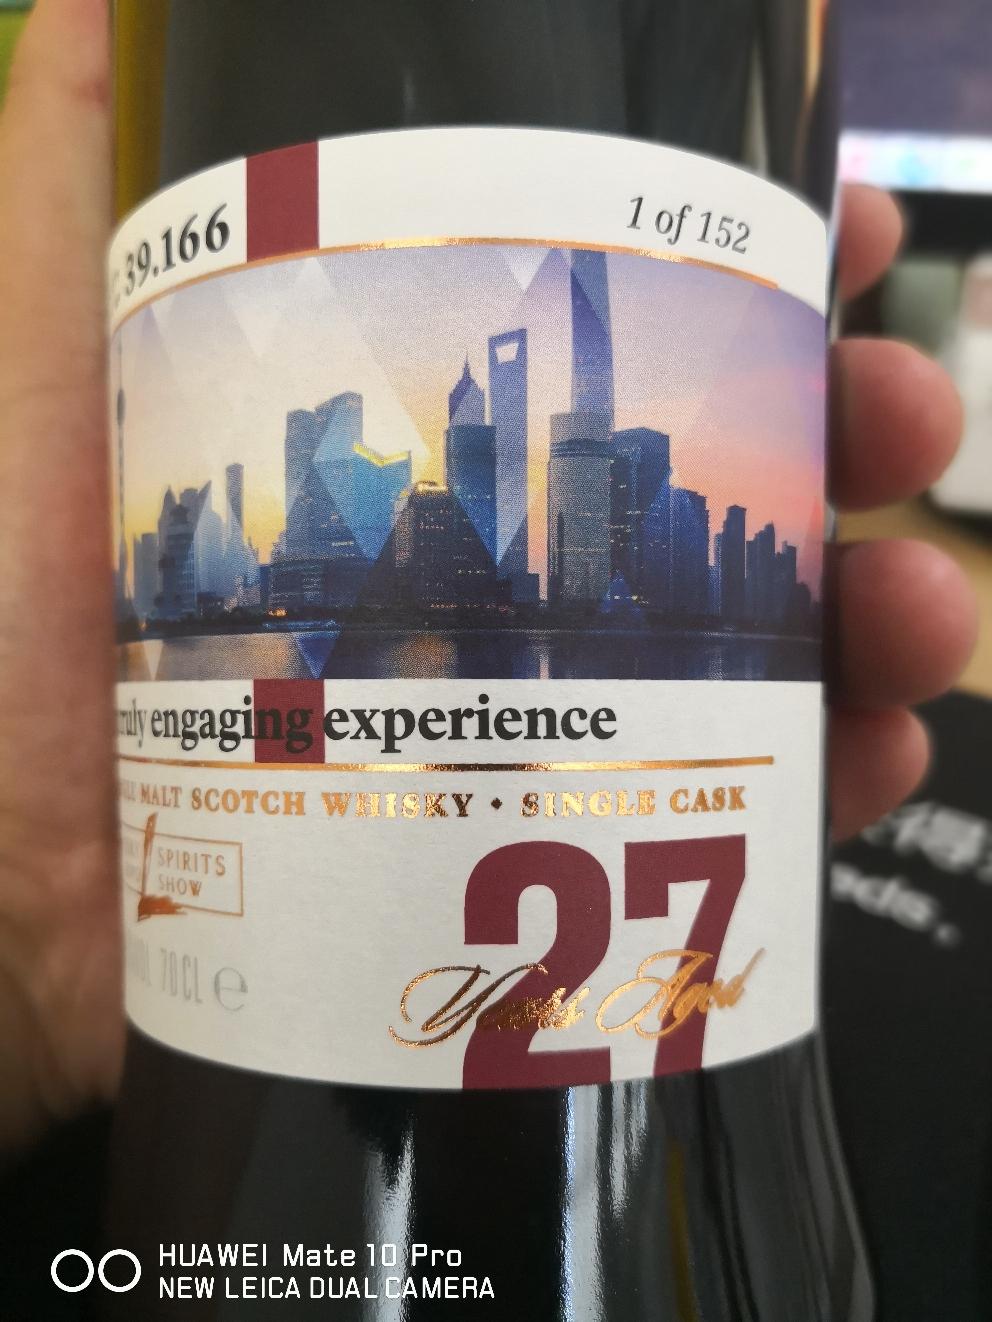 39.166
1 of 152
truly engaging experience
MALT SCOTCH WHISKY • SINGLE CASK
SPIRITS
SHOW
27
Years Aged
70CL e
HUAWEI Mate 10 Pro
NEW LEICA DUAL CAMERA